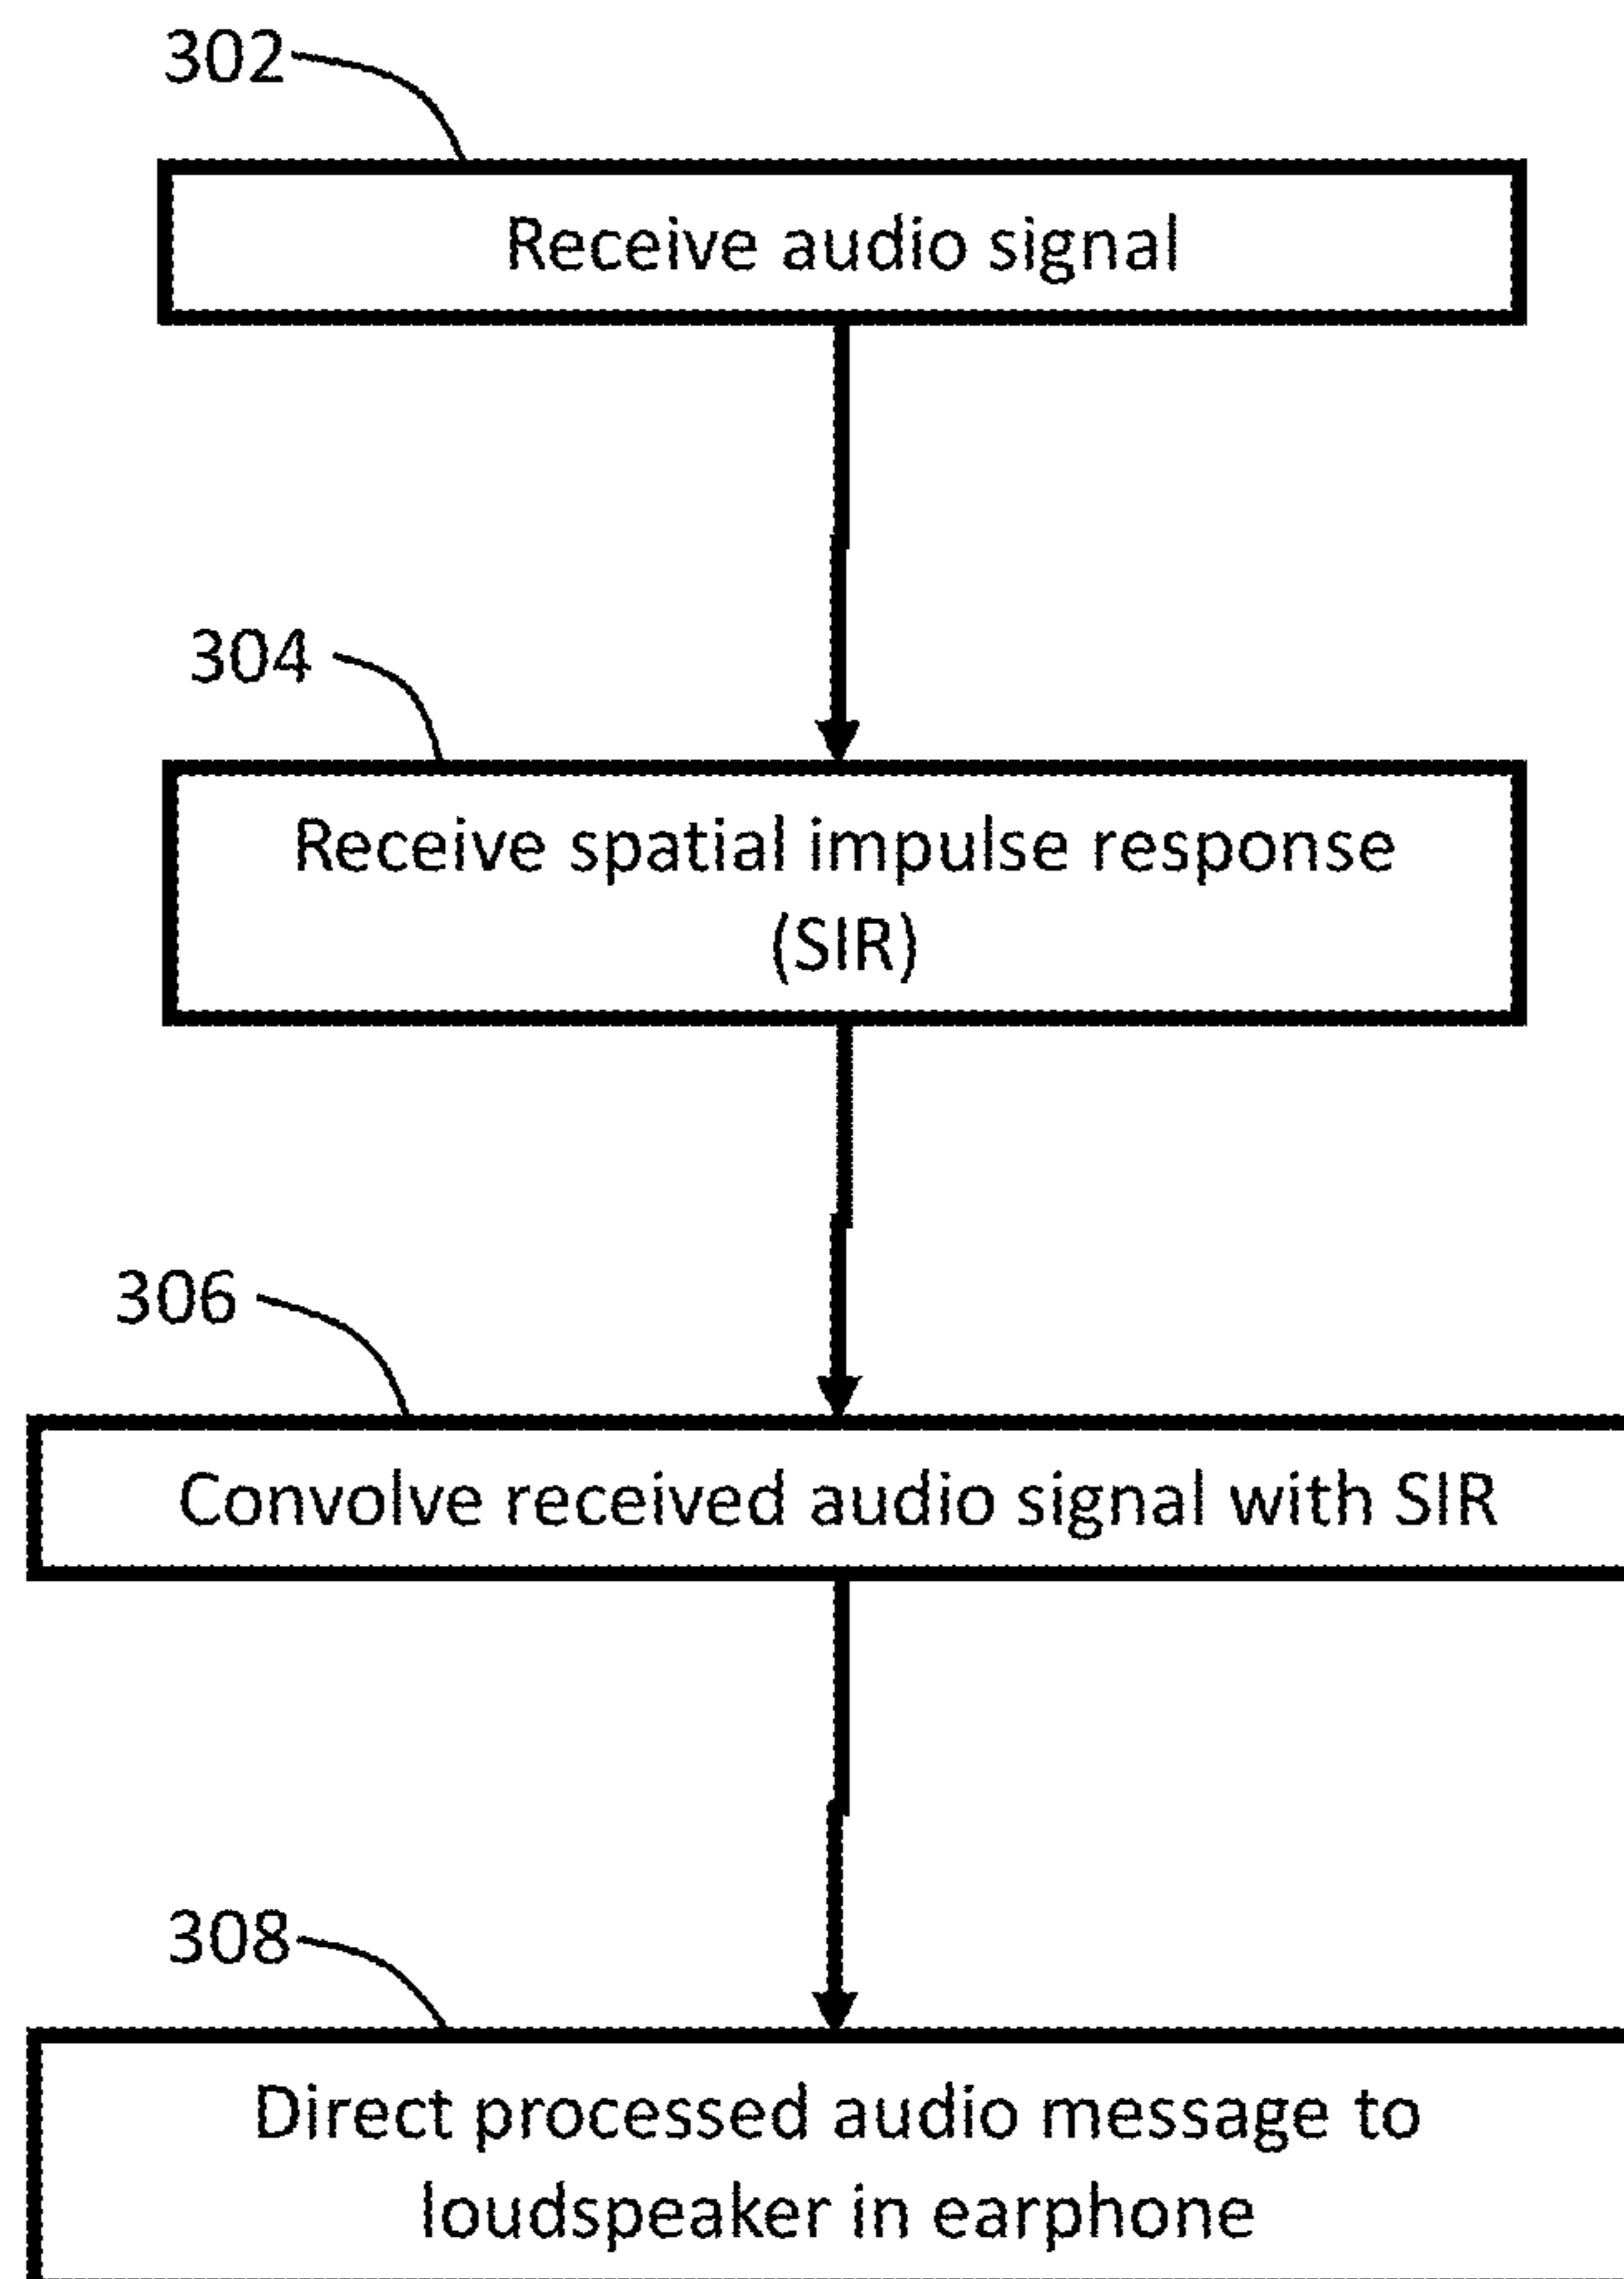 302
Receive audio signal
304
Receive spatial impulse response
(SIR)
306
Convolve received audio signal with SIR
308
Direct processed audio message to
loudspeaker in earphone